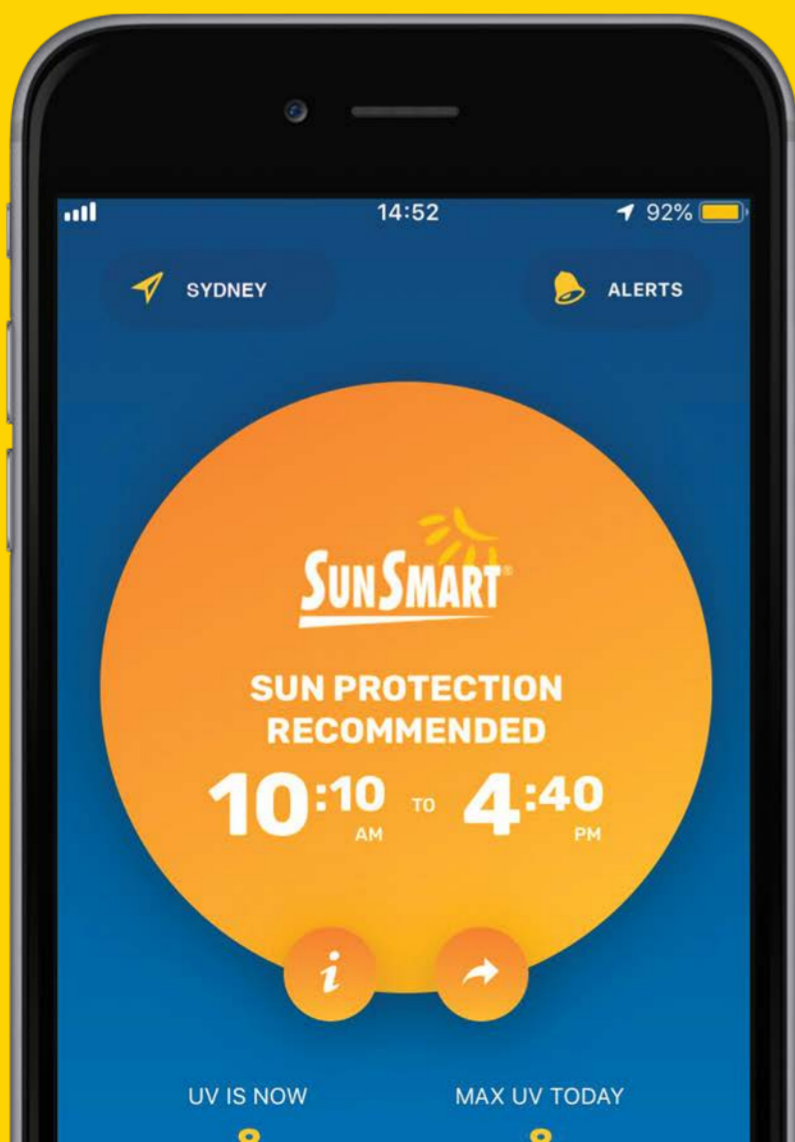 14:52
92%
SYDNEY
ALERTS
SUNSMART®
SUN PROTECTION
RECOMMENDED
10:10 AM TO 4:40 PM
i
UV IS NOW
MAX UV TODAY